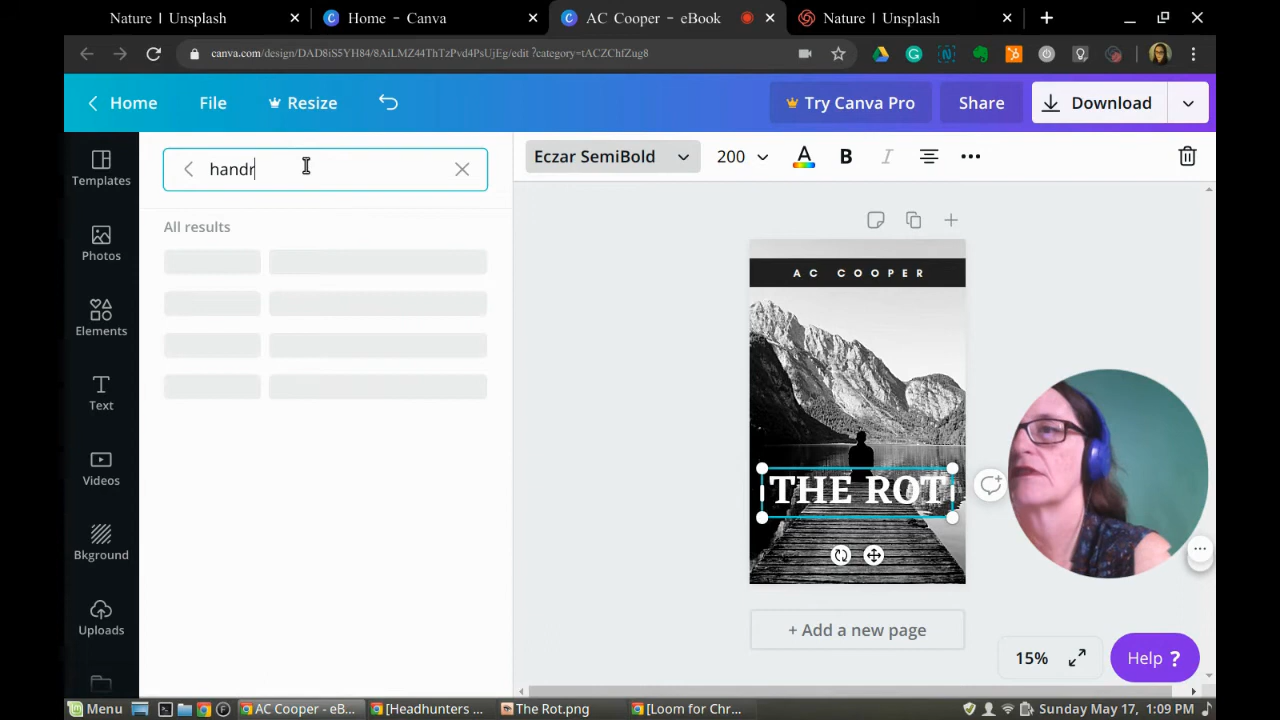 Nature | Unsplash
Home - Canva
AC Cooper - eBook
Nature | Unsplash
canva.com/design/DAD8iS5YH84/8AiLMZ44ThTzPvd4PsUjEg/edit ?category=tACZChfZug8
Home
File
Resize
Try Canva Pro
Share
Download
Templates
Photos
Elements
Text
Videos
Bkground
Uploads
handr
All results
Eczar SemiBold
200
A
B
I
AC COOPER
THE ROT
+ Add a new page
15%
Help ?
Menu
AC Cooper - eB...
[Headhunters ...
The Rot.png
[Loom for Chr...
Sunday May 17, 1:09 PM